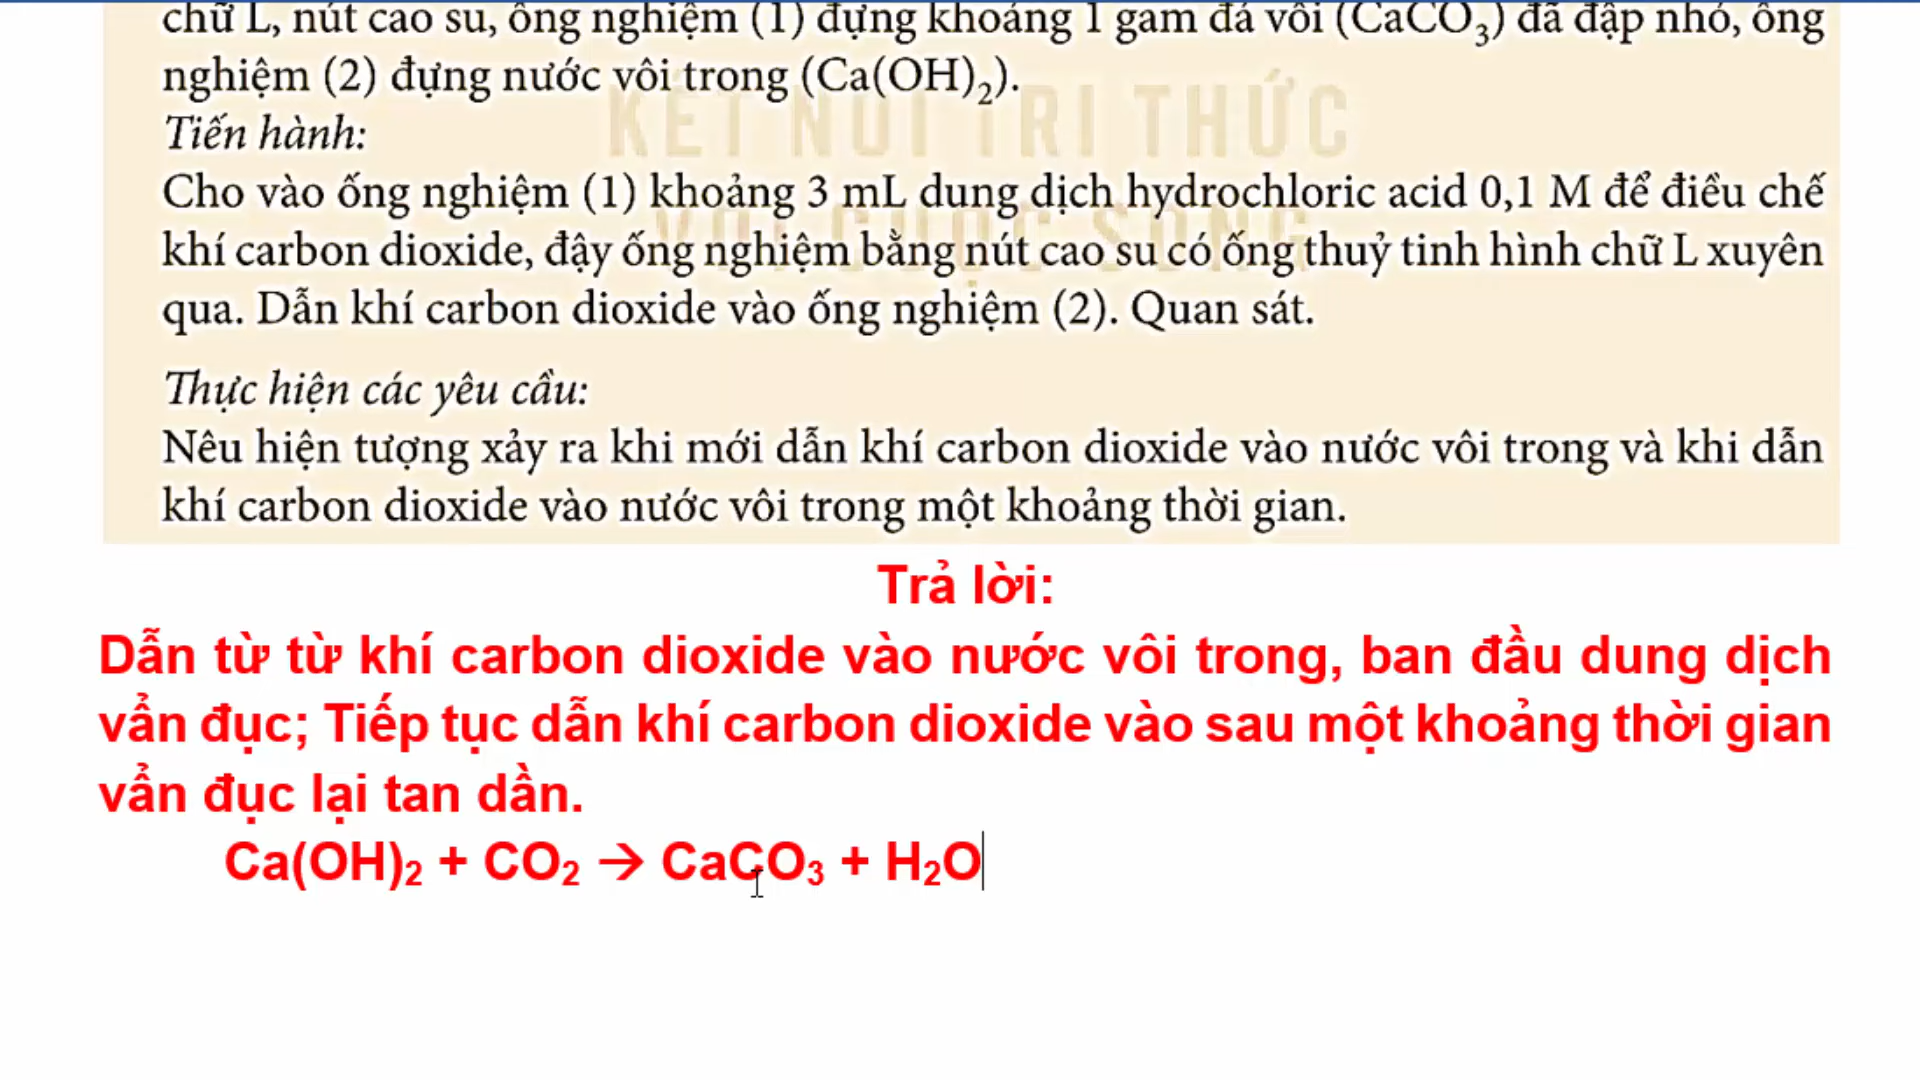 chữ L, nút cao su, ống nghiệm (1) đựng khoảng 1 gam đá vôi (CaCO₃) đã đập nhỏ, ống
nghiệm (2) đựng nước vôi trong (Ca(OH)₂).
Tiến hành:
Cho vào ống nghiệm (1) khoảng 3 mL dung dịch hydrochloric acid 0,1 M để điều chế
khí carbon dioxide, đậy ống nghiệm bằng nút cao su có ống thuỷ tinh hình chữ L xuyên
qua. Dẫn khí carbon dioxide vào ống nghiệm (2). Quan sát.
Thực hiện các yêu cầu:
Nêu hiện tượng xảy ra khi mới dẫn khí carbon dioxide vào nước vôi trong và khi dẫn
khí carbon dioxide vào nước vôi trong một khoảng thời gian.
KẾT NỐI TRI THỨC
VỚI CUỘC SỐNG
Trả lời:
Dẫn từ từ khí carbon dioxide vào nước vôi trong, ban đầu dung dịch
vẩn đục; Tiếp tục dẫn khí carbon dioxide vào sau một khoảng thời gian
vẩn đục lại tan dần.
Ca(OH)₂ + CO₂ → CaCO₃ + H₂O